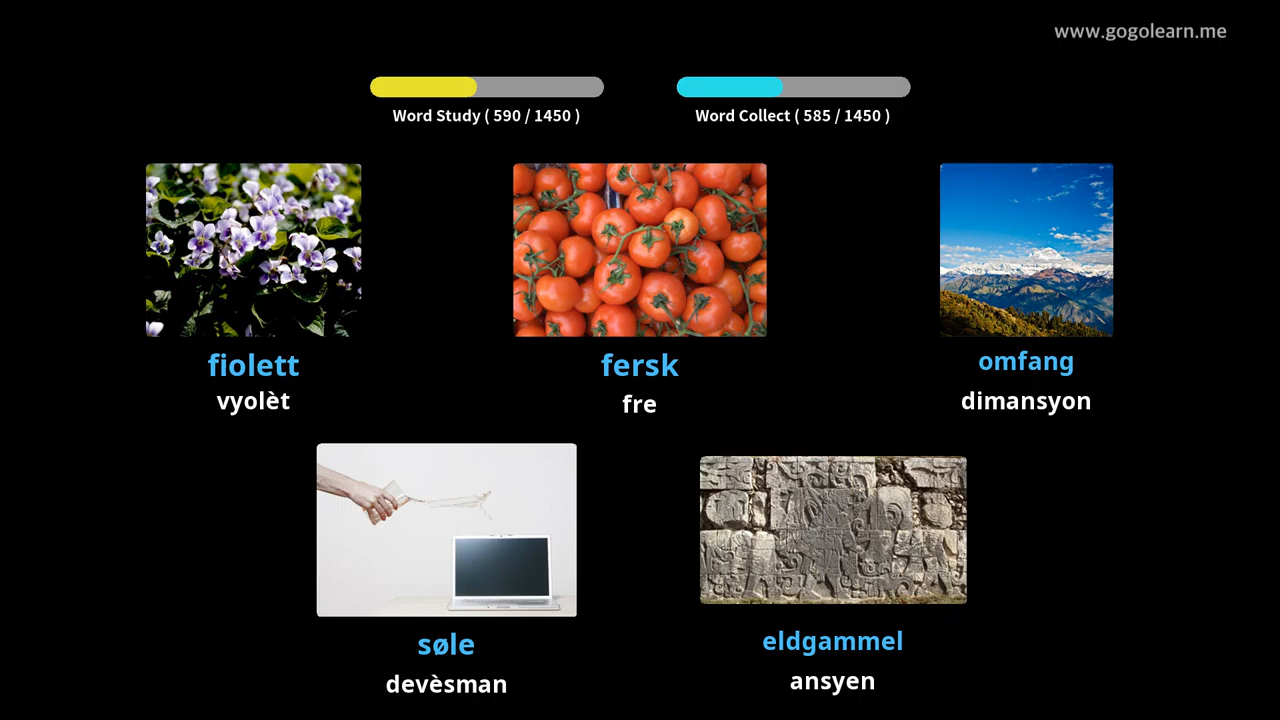 www.gogolearn.me
Word Study ( 590 / 1450 )
Word Collect ( 585 / 1450 )
fiolett
vyolèt
fersk
fre
omfang
dimansyon
søle
devèsman
eldgammel
ansyen